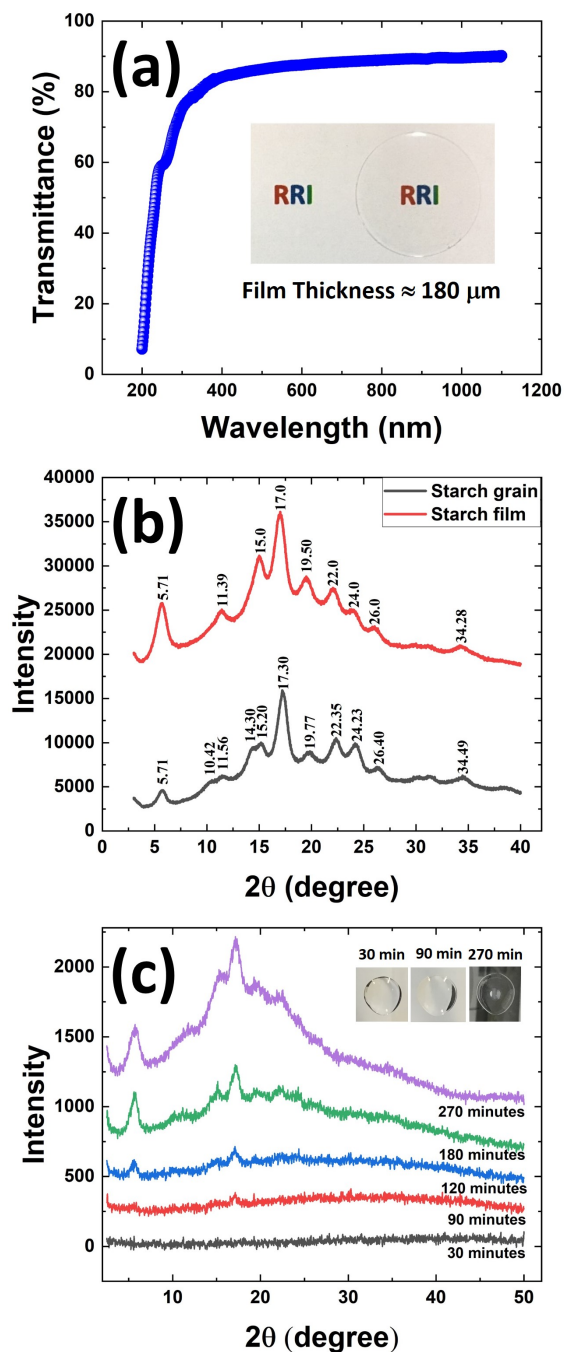 (a)
Transmittance (%)
100
80
60
40
20
0
RRI RRI
Film Thickness ≈ 180 μm
200 400 600 800 1000 1200
Wavelength (nm)
(b)
Intensity
40000
35000
30000
25000
20000
15000
10000
5000
0
Starch grain
Starch film
5.71 11.39 15.0 17.0 19.50 22.0 24.0 26.0 34.28
5.71 10.42 11.56 14.30 15.20 17.30 19.77 22.35 24.23 26.40 34.49
0 5 10 15 20 25 30 35 40
2θ (degree)
(c)
Intensity
2000
1500
1000
500
0
30 min 90 min 270 min
270 minutes
180 minutes
120 minutes
90 minutes
30 minutes
10 20 30 40 50
2θ (degree)